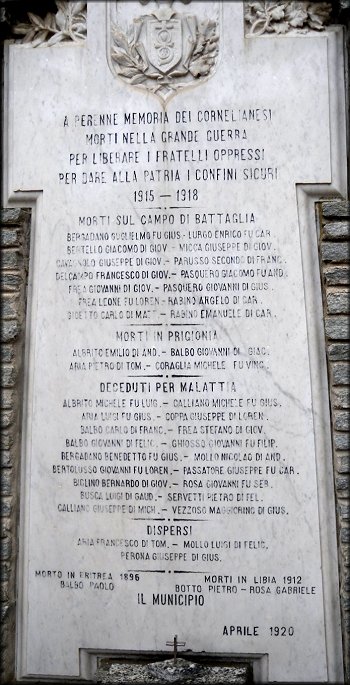 A PERENNE MEMORIA DEI CORNELIANESI
MORTI NELLA GRANDE GUERRA
PER LIBERARE I FRATELLI OPPRESSI
PER DARE ALLA PATRIA I CONFINI SICURI
1915 — 1918
MORTI SUL CAMPO DI BATTAGLIA
BERGADANO GUGLIELMO FU GIUS.- LURGO ENRICO FU CAR.
BERTELLO GIACOMO DI GIOV.- MICCA GIUSEPPE DI GIOV.
CAVAGNOLO GIUSEPPE DI GIOV.- PARUSSO SECONDO DI FRANC.
DELCAMPO FRANCESCO DI GIOV.- PASQUERO GIACOMO FU AND.
FREA GIOVANNI DI GIOV.- PASQUERO GIOVANNI DI GIUS.
FREA LEONE FU LOREN.- RABINO ANGELO DI CAR.
GIOETTO CARLO DI MATT.- RABINO EMANUELE DI CAR.
MORTI IN PRIGIONIA
ALBRITO EMILIO DI AND.- BALBO GIOVANNI DI GIAC.
ARIA PIETRO DI TOM.- CORAGLIA MICHELE FU VINC.
DECEDUTI PER MALATTIA
ALBRITO MICHELE FU LUIG.- CALLIANO MICHELE FU GIUS.
ARIA LUIGI FU GIUS.- COPPA GIUSEPPE DI LOREN.
BALBO CARLO DI FRANC.- FREA STEFANO DI GIOV.
BALBO GIOVANNI DI FELIC.- GHIOSSO GIOVANNI FU FILIP.
BERGADANO BENEDETTO FU GIUS.- MOLLO NICOLAO DI AND.
BERTOLUSSO GIOVANNI FU LOREN.- PASSATORE GIUSEPPE FU CAR.
BIGLINO BERNARDO DI GIOV.- ROSA GIOVANNI FU SER.
BUSCA LUIGI DI GAUD.- SERVETTI PIETRO DI FEL.
CALLIANO GIUSEPPE DI MICH.- VEZZOSO MAGGIORINO DI GIUS.
DISPERSI
ARIA FRANCESCO DI TOM.- MOLLO LUIGI DI FELIC.
PERONA GIUSEPPE DI GIUS.
MORTO IN ERITREA 1896 MORTI IN LIBIA 1912
BALBO PAOLO BOTTO PIETRO - ROSA GABRIELE
IL MUNICIPIO
APRILE 1920